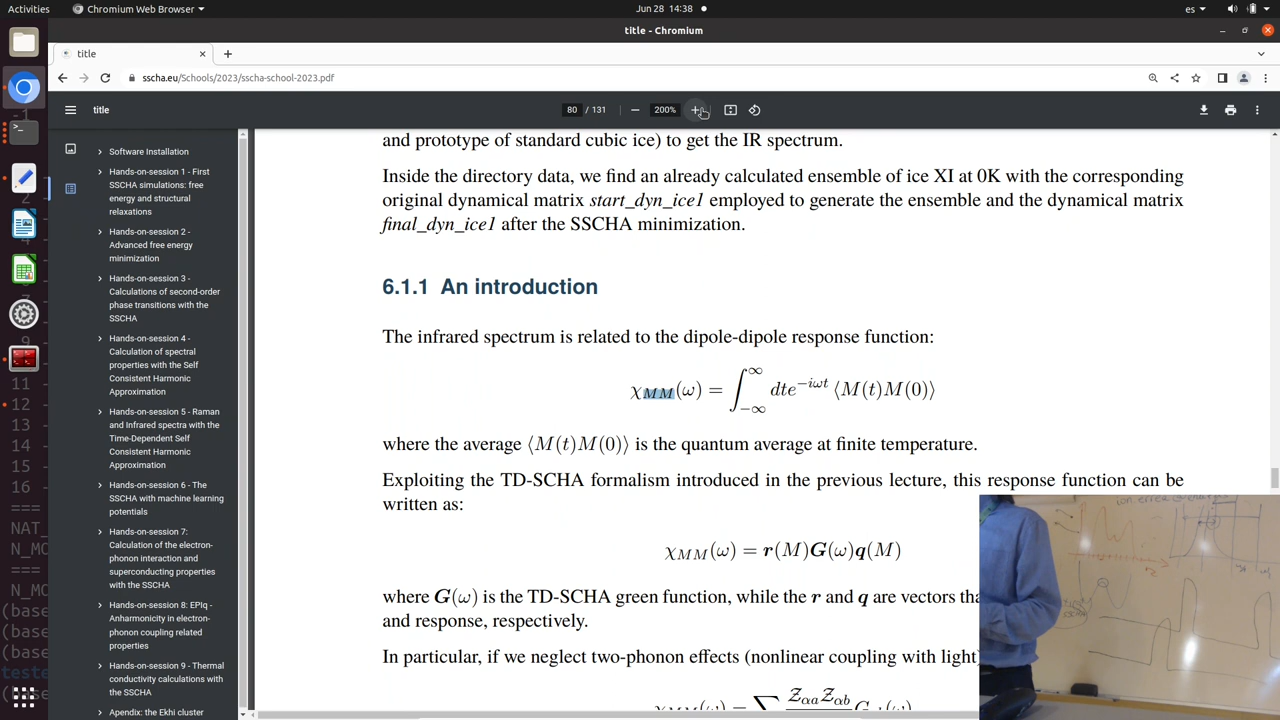 Activities
Chromium Web Browser
Jun 28 14:38
es
title - Chromium
title
sscha.eu/Schools/2023/sscha-school-2023.pdf
title
80 / 131
200%
Software Installation
Hands-on-session 1 - First
SSCHA simulations: free
energy and structural
relaxations
Hands-on-session 2 -
Advanced free energy
minimization
Hands-on-session 3 -
Calculations of second-order
phase transitions with the
SSCHA
Hands-on-session 4 -
Calculation of spectral
properties with the Self
Consistent Harmonic
Approximation
Hands-on-session 5 - Raman
and Infrared spectra with the
Time-Dependent Self
Consistent Harmonic
Approximation
Hands-on-session 6 - The
SSCHA with machine learning
potentials
Hands-on-session 7:
Calculation of the electron-
phonon interaction and
superconducting properties
with the SSCHA
Hands-on-session 8: EPIq -
Anharmonicity in electron-
phonon coupling related
properties
Hands-on-session 9 - Thermal
conductivity calculations with
the SSCHA
Apendix: the Ekhi cluster
and prototype of standard cubic ice) to get the IR spectrum.
Inside the directory data, we find an already calculated ensemble of ice XI at 0K with the corresponding
original dynamical matrix start_dyn_ice1 employed to generate the ensemble and the dynamical matrix
final_dyn_ice1 after the SSCHA minimization.
6.1.1 An introduction
The infrared spectrum is related to the dipole-dipole response function:
χ_MM(ω) = ∫_−∞^∞ dte^−iωt ⟨M(t)M(0)⟩
where the average ⟨M(t)M(0)⟩ is the quantum average at finite temperature.
Exploiting the TD-SCHA formalism introduced in the previous lecture, this response function can be
written as:
χ_MM(ω) = r(M)G(ω)q(M)
where G(ω) is the TD-SCHA green function, while the r and q are vectors tha
and response, respectively.
In particular, if we neglect two-phonon effects (nonlinear coupling with light)
11
12
13
14
15
16
===
NAT_
N_MO
===
N_MO
(base
(base
(base
teste
(base